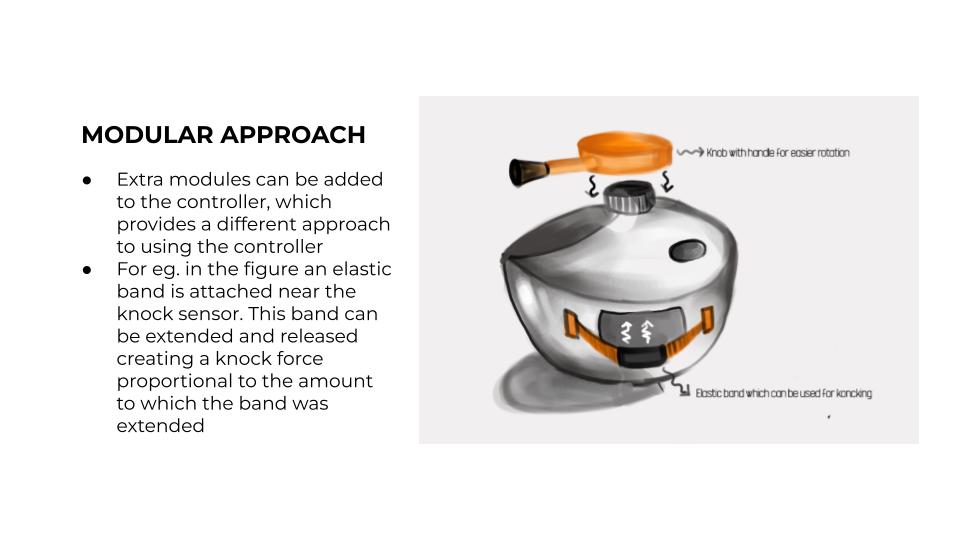 MODULAR APPROACH
● Extra modules can be added
to the controller, which
provides a different approach
to using the controller
● For eg. in the figure an elastic
band is attached near the
knock sensor. This band can
be extended and released
creating a knock force
proportional to the amount
to which the band was
extended
Knob with handle for easier rotation
Elastic band which can be used for koncking